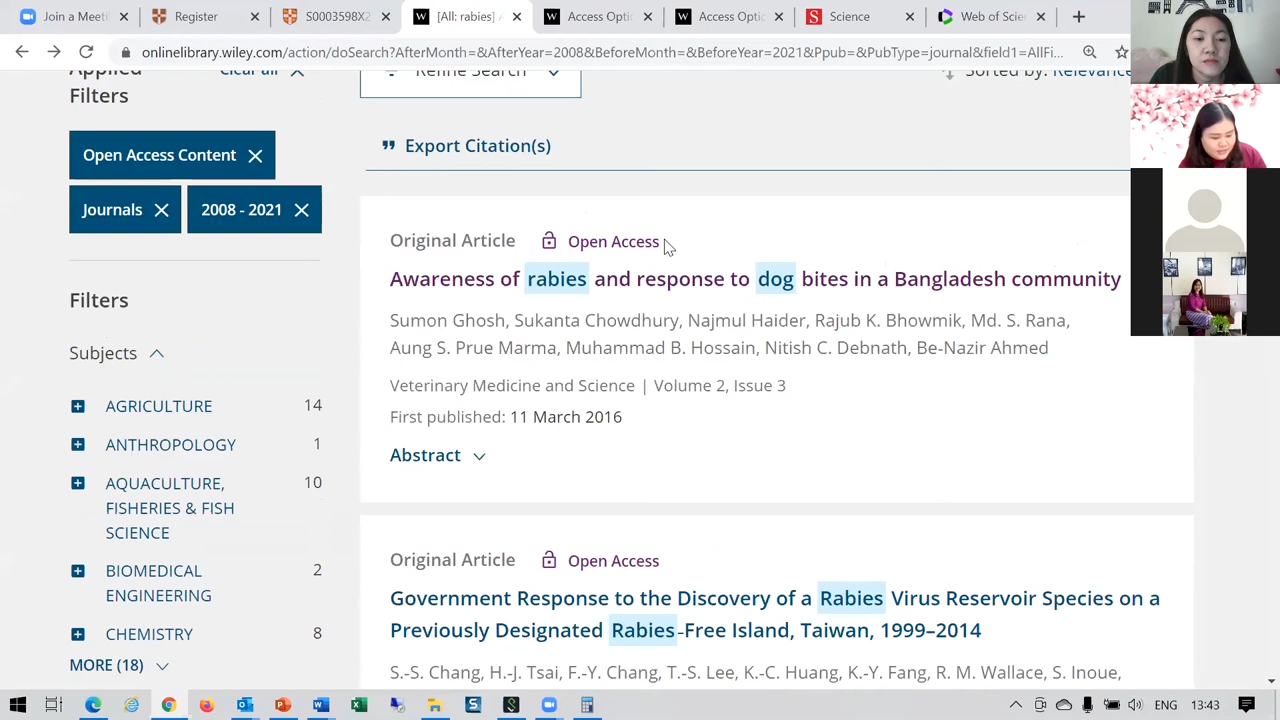 Join a Meeti
Register
S0003598X2
[All: rabies] A
Access Optic
Access Optic
Science
Web of Scien
onlinelibrary.wiley.com/action/doSearch?AfterMonth=&AfterYear=2008&BeforeMonth=&BeforeYear=2021&Ppub=&PubType=journal&field1=AllFi...
Applied
Filters
Clear all
Refine Search
Sorted by: Relevance
Open Access Content
Journals
2008 - 2021
Export Citation(s)
Filters
Subjects
AGRICULTURE 14
ANTHROPOLOGY 1
AQUACULTURE, 10
FISHERIES & FISH
SCIENCE
BIOMEDICAL 2
ENGINEERING
CHEMISTRY 8
MORE (18)
Original Article Open Access
Awareness of rabies and response to dog bites in a Bangladesh community
Sumon Ghosh, Sukanta Chowdhury, Najmul Haider, Rajub K. Bhowmik, Md. S. Rana,
Aung S. Prue Marma, Muhammad B. Hossain, Nitish C. Debnath, Be-Nazir Ahmed
Veterinary Medicine and Science | Volume 2, Issue 3
First published: 11 March 2016
Abstract
Original Article Open Access
Government Response to the Discovery of a Rabies Virus Reservoir Species on a
Previously Designated Rabies-Free Island, Taiwan, 1999–2014
S.-S. Chang, H.-J. Tsai, F.-Y. Chang, T.-S. Lee, K.-C. Huang, K.-Y. Fang, R. M. Wallace, S. Inoue,
ENG 13:43